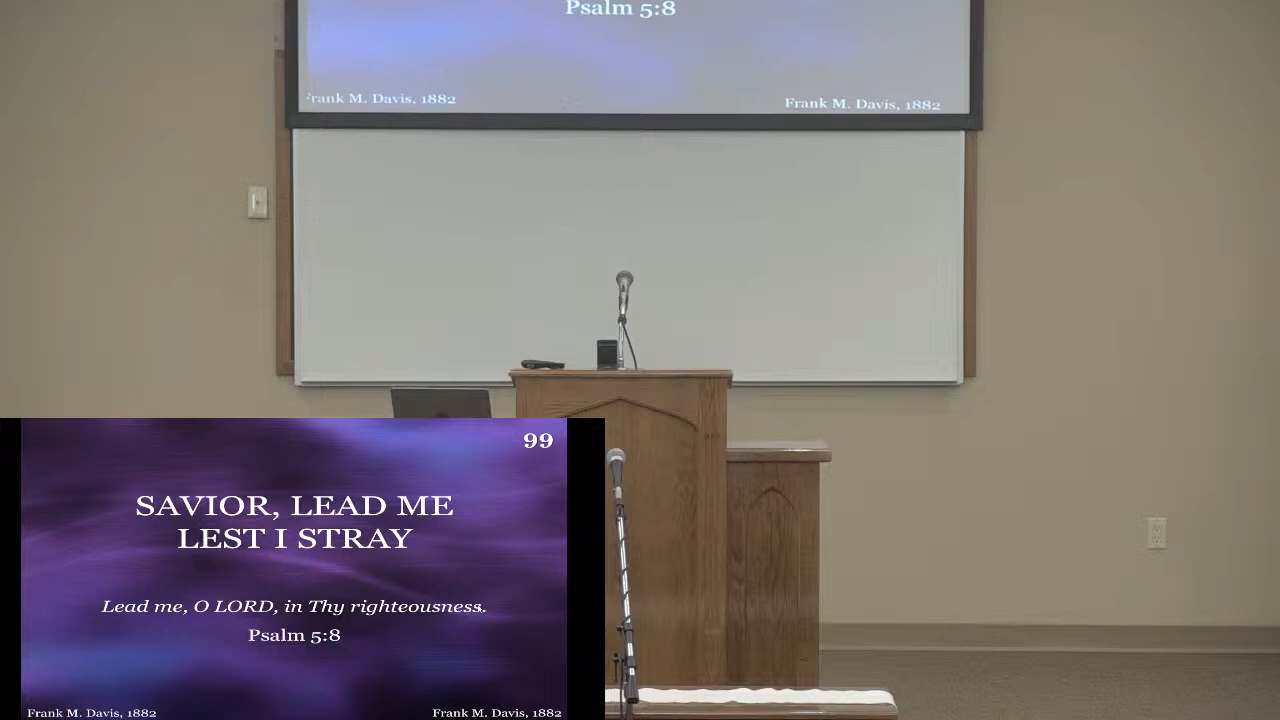 Psalm 5:8
Frank M. Davis, 1882
Frank M. Davis, 1882
99
SAVIOR, LEAD ME
LEST I STRAY
Lead me, O LORD, in Thy righteousness.
Psalm 5:8
Frank M. Davis, 1882
Frank M. Davis, 1882